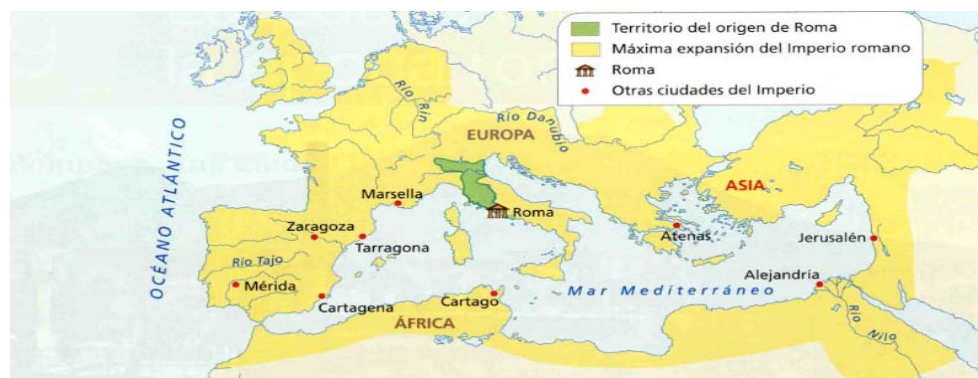 Territorio del origen de Roma
Máxima expansión del Imperio romano
Roma
Otras ciudades del Imperio
OCÉANO ATLÁNTICO
Río Rin
EUROPA
Río Danubio
ASIA
Marsella
Roma
Zaragoza
Tarragona
Atenas
Jerusalén
Río Tajo
Mérida
Cartagena
Cartago
Mar Mediterráneo
Alejandría
ÁFRICA
Río Nilo